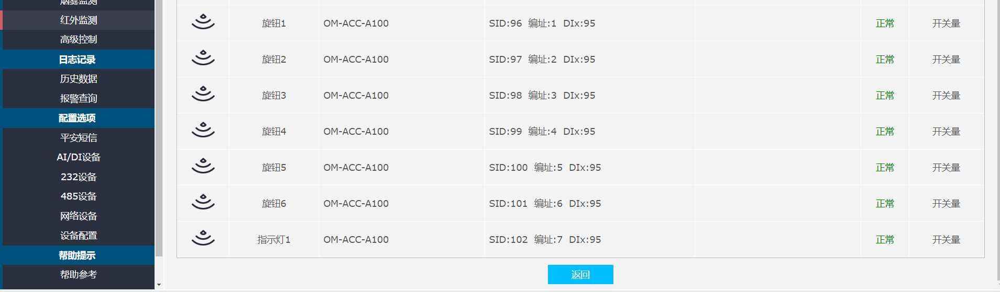 烟雾监测
红外监测
高级控制
日志记录
历史数据
报警查询
配置选项
平安短信
AI/DI设备
232设备
485设备
网络设备
设备配置
帮助提示
帮助参考
旋钮1 OM-ACC-A100 SID:96 编址:1 DIx:95 正常 开关量
旋钮2 OM-ACC-A100 SID:97 编址:2 DIx:95 正常 开关量
旋钮3 OM-ACC-A100 SID:98 编址:3 DIx:95 正常 开关量
旋钮4 OM-ACC-A100 SID:99 编址:4 DIx:95 正常 开关量
旋钮5 OM-ACC-A100 SID:100 编址:5 DIx:95 正常 开关量
旋钮6 OM-ACC-A100 SID:101 编址:6 DIx:95 正常 开关量
指示灯1 OM-ACC-A100 SID:102 编址:7 DIx:95 正常 开关量
返回